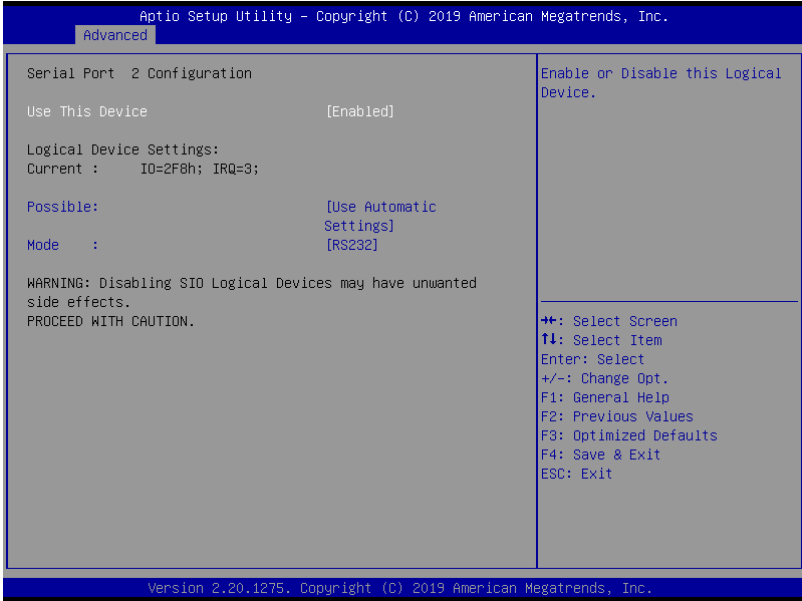 Aptio Setup Utility – Copyright (C) 2019 American Megatrends, Inc.
Advanced
Serial Port  2 Configuration
Use This Device [Enabled]
Logical Device Settings:
Current :  IO=2F8h; IRQ=3;
Possible: [Use Automatic
Settings]
Mode : [RS232]
WARNING: Disabling SIO Logical Devices may have unwanted
side effects.
PROCEED WITH CAUTION.
Enable or Disable this Logical
Device.
→←: Select Screen
↑↓: Select Item
Enter: Select
+/-: Change Opt.
F1: General Help
F2: Previous Values
F3: Optimized Defaults
F4: Save & Exit
ESC: Exit
Version 2.20.1275. Copyright (C) 2019 American Megatrends, Inc.